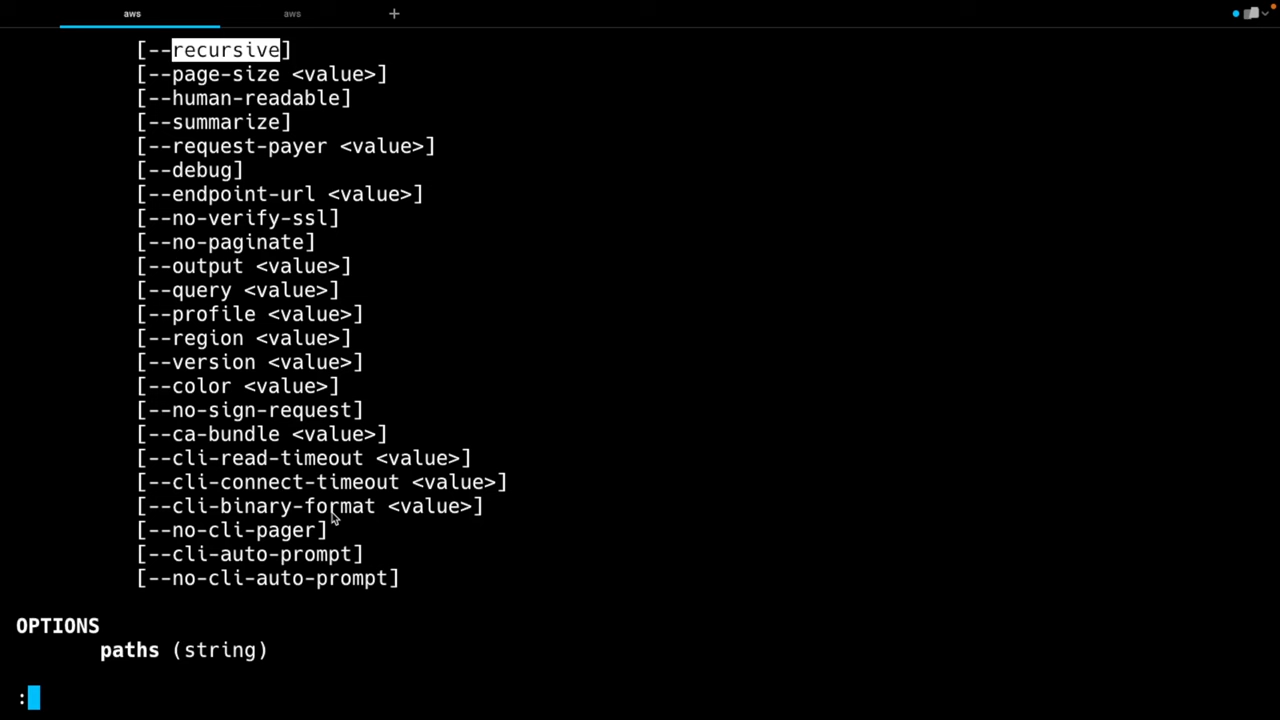 aws aws +
[--recursive]
[--page-size <value>]
[--human-readable]
[--summarize]
[--request-payer <value>]
[--debug]
[--endpoint-url <value>]
[--no-verify-ssl]
[--no-paginate]
[--output <value>]
[--query <value>]
[--profile <value>]
[--region <value>]
[--version <value>]
[--color <value>]
[--no-sign-request]
[--ca-bundle <value>]
[--cli-read-timeout <value>]
[--cli-connect-timeout <value>]
[--cli-binary-format <value>]
[--no-cli-pager]
[--cli-auto-prompt]
[--no-cli-auto-prompt]
OPTIONS
paths (string)
: